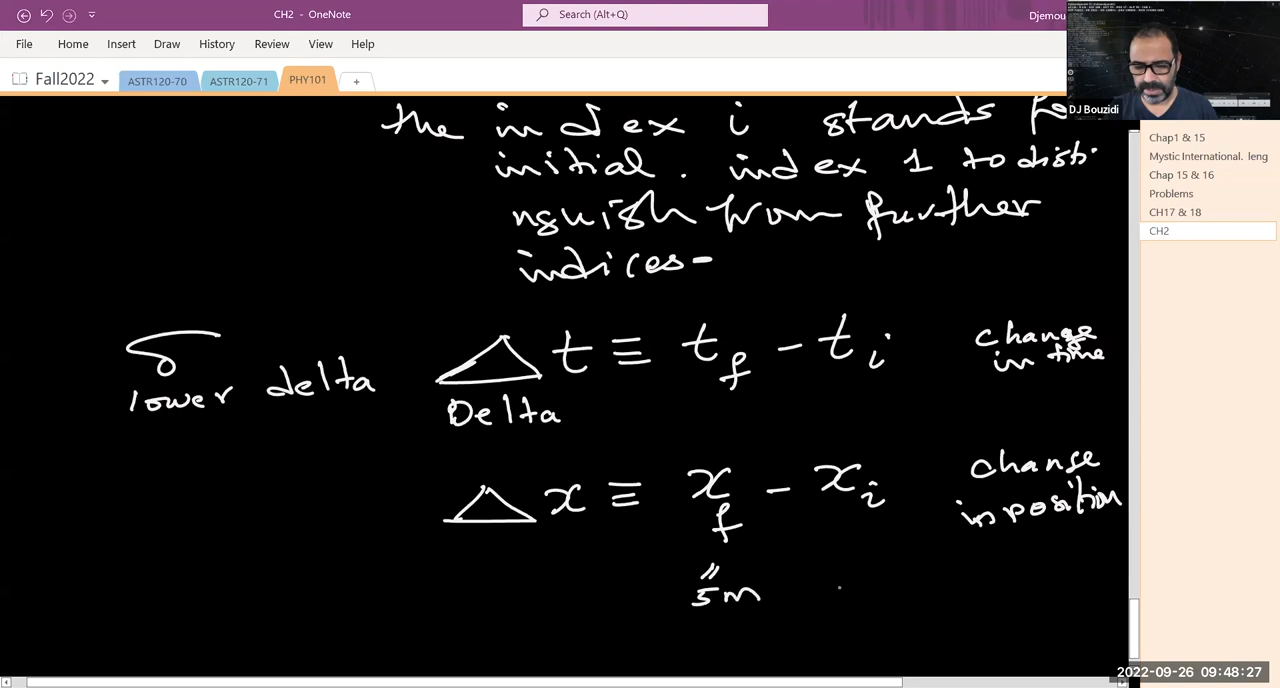 CH2 - OneNote
Search (Alt+Q)
Djemou
File Home Insert Draw History Review View Help
Fall2022 ASTR120-70 ASTR120-71 PHY101 +
DJ Bouzidi
Chap1 & 15
Mystic International. leng
Chap 15 & 16
Problems
CH17 & 18
CH2
the index i stands fo
initial. index 1 to disti-
nguish from further
indices-
δ Δt ≡ t_f - t_i change
in time
lower delta Delta
Δx ≡ x_f - x_i change
in position
"
5m
2022-09-26 09:48:27